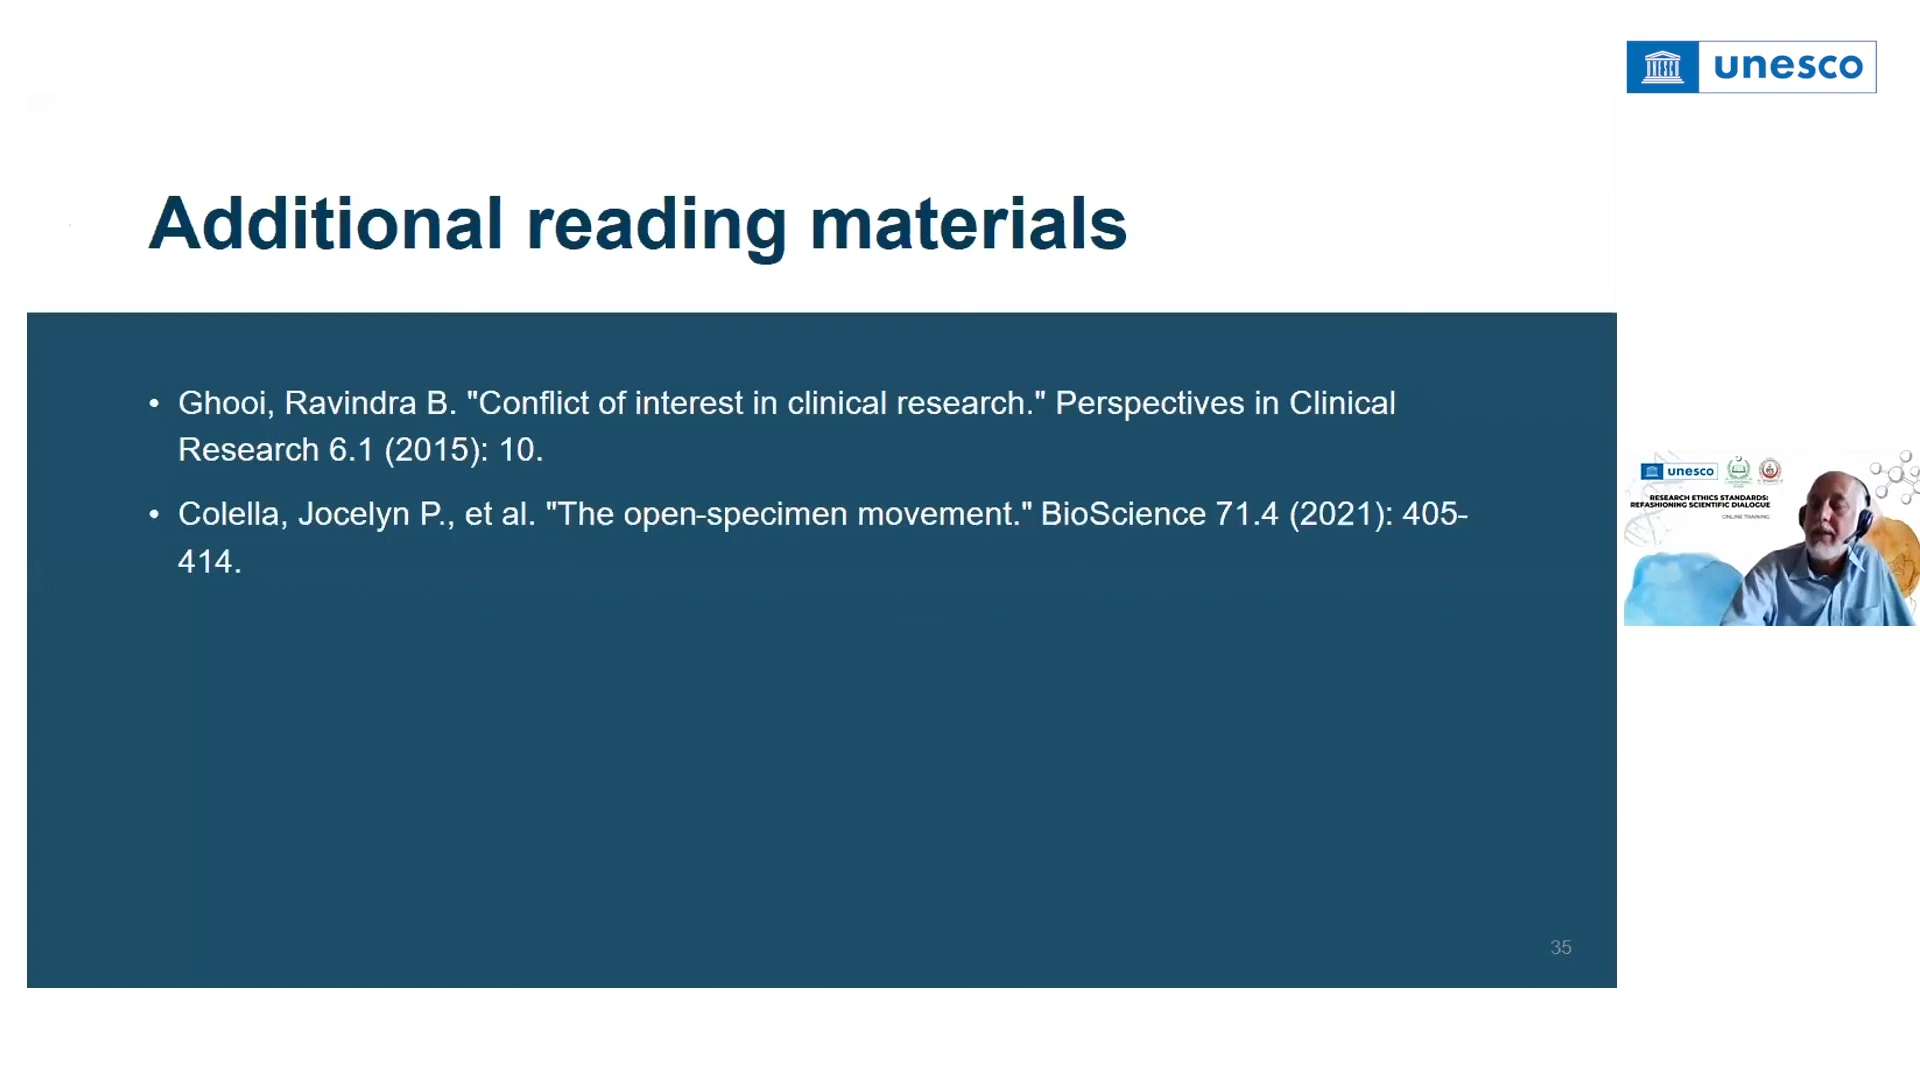 unesco
Additional reading materials
• Ghooi, Ravindra B. "Conflict of interest in clinical research." Perspectives in Clinical
Research 6.1 (2015): 10.
• Colella, Jocelyn P., et al. "The open-specimen movement." BioScience 71.4 (2021): 405-
414.
35
unesco
RESEARCH ETHICS STANDARDS:
REFASHIONING SCIENTIFIC DIALOGUE
ONLINE TRAINING